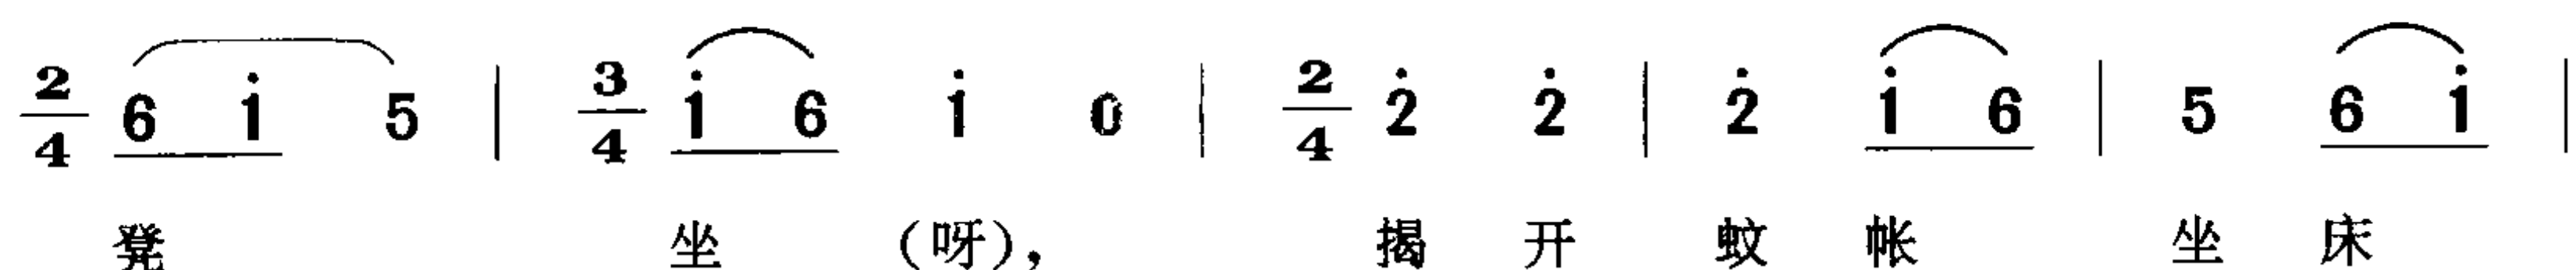 2/4 6 i̇ 5 | 3/4 i̇ 6 i̇ 0 | 2/4 2̇ 2̇ | 2̇ i̇ 6 | 5 6 i̇ |
凳 坐 (呀), 揭 开 蚊 帐 坐 床